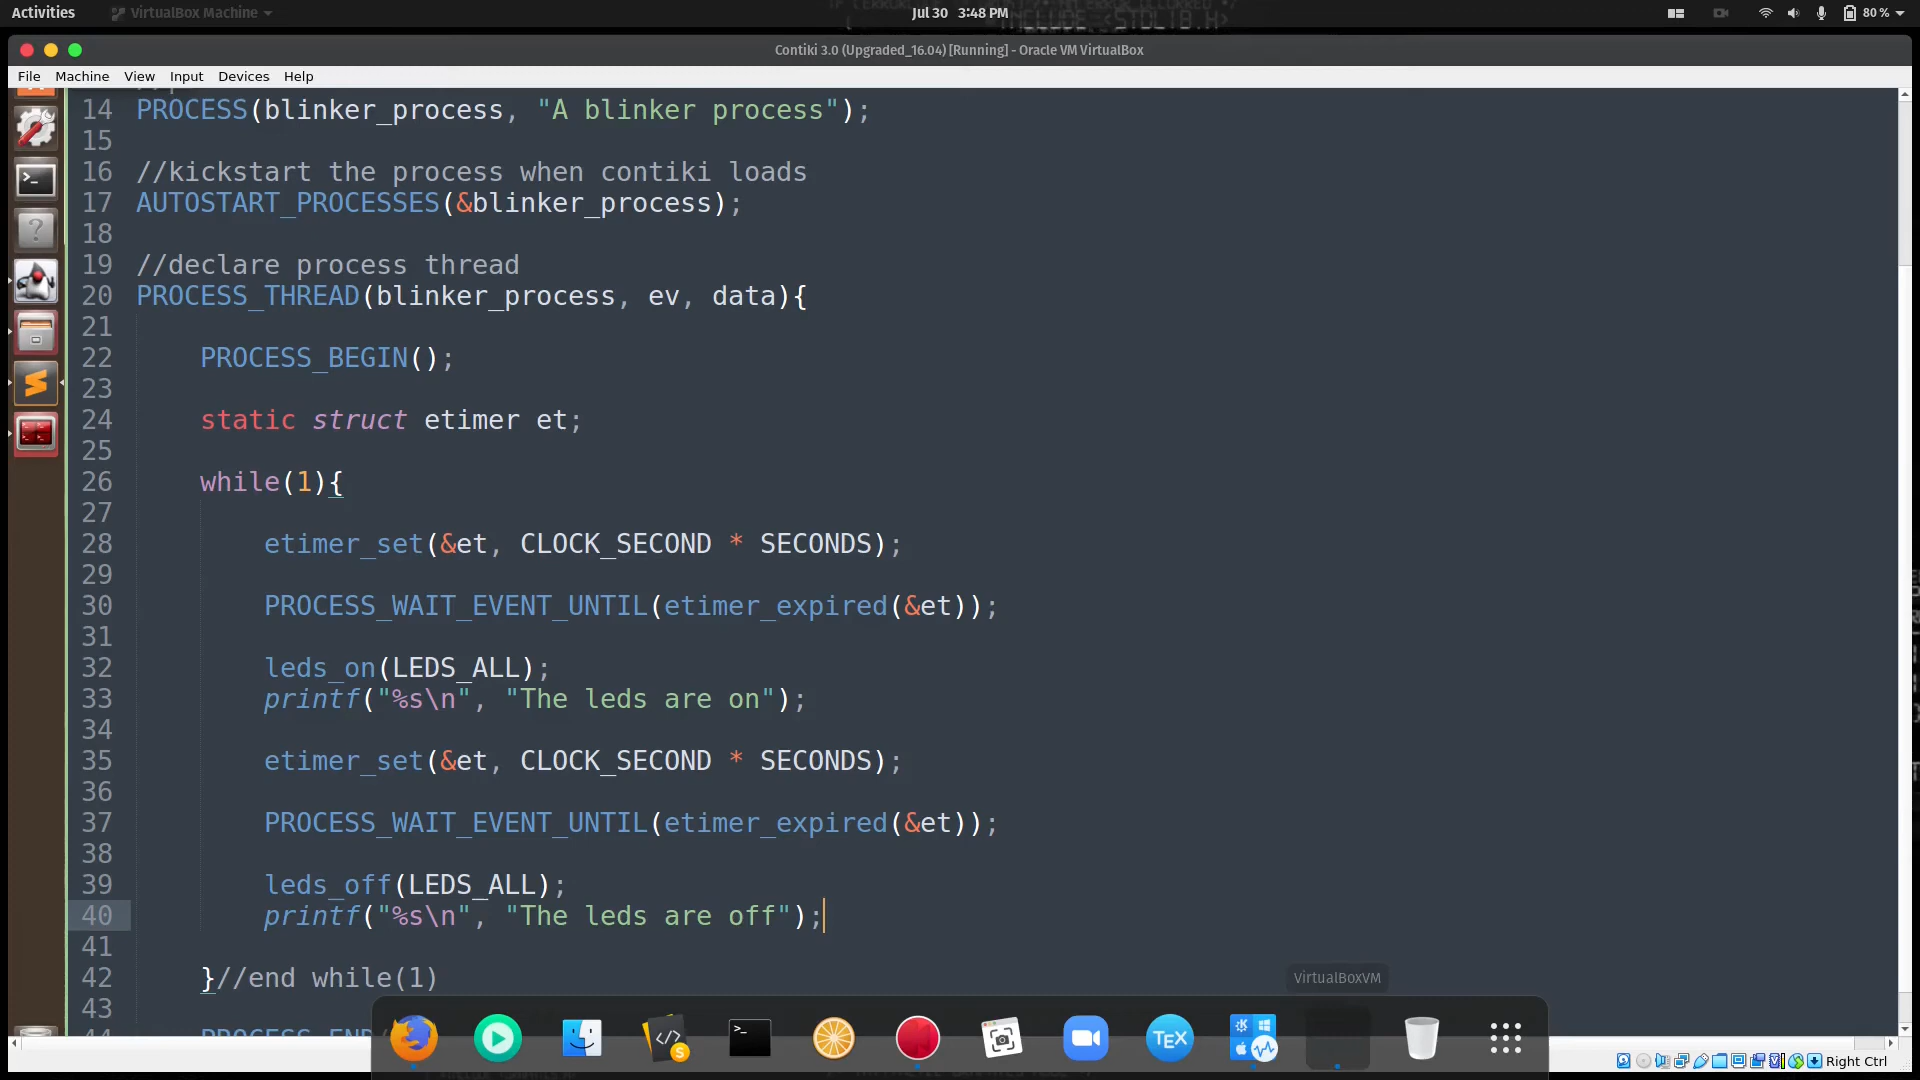 Activities VirtualBox Machine Jul 30 3:48 PM 80 %
Contiki 3.0 (Upgraded_16.04) [Running] - Oracle VM VirtualBox
File Machine View Input Devices Help
14 PROCESS(blinker_process, "A blinker process");
15
16 //kickstart the process when contiki loads
17 AUTOSTART_PROCESSES(&blinker_process);
18
19 //declare process thread
20 PROCESS_THREAD(blinker_process, ev, data){
21
22 PROCESS_BEGIN();
23
24 static struct etimer et;
25
26 while(1){
27
28 etimer_set(&et, CLOCK_SECOND * SECONDS);
29
30 PROCESS_WAIT_EVENT_UNTIL(etimer_expired(&et));
31
32 leds_on(LEDS_ALL);
33 printf("%s\n", "The leds are on");
34
35 etimer_set(&et, CLOCK_SECOND * SECONDS);
36
37 PROCESS_WAIT_EVENT_UNTIL(etimer_expired(&et));
38
39 leds_off(LEDS_ALL);
40 printf("%s\n", "The leds are off");
41
42 }//end while(1)
43
VirtualBoxVM
TEX
Right Ctrl